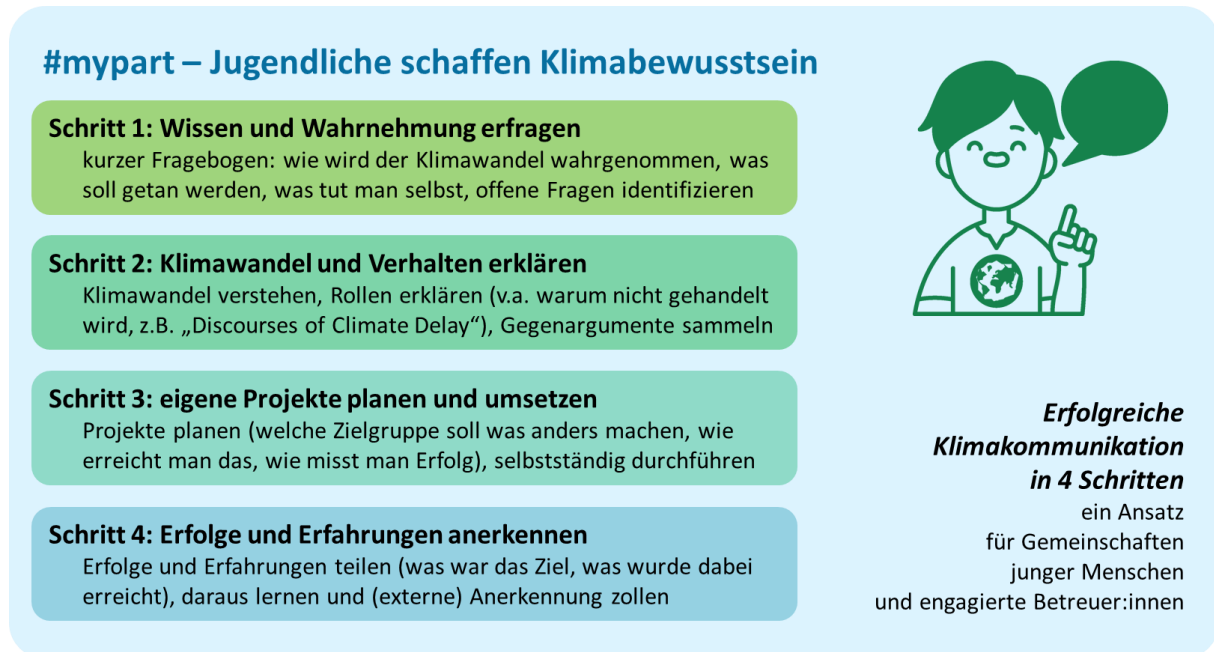 #mypart – Jugendliche schaffen Klimabewusstsein
Schritt 1: Wissen und Wahrnehmung erfragen
kurzer Fragebogen: wie wird der Klimawandel wahrgenommen, was
soll getan werden, was tut man selbst, offene Fragen identifizieren
Schritt 2: Klimawandel und Verhalten erklären
Klimawandel verstehen, Rollen erklären (v.a. warum nicht gehandelt
wird, z.B. „Discourses of Climate Delay“), Gegenargumente sammeln
Schritt 3: eigene Projekte planen und umsetzen
Projekte planen (welche Zielgruppe soll was anders machen, wie
erreicht man das, wie misst man Erfolg), selbstständig durchführen
Schritt 4: Erfolge und Erfahrungen anerkennen
Erfolge und Erfahrungen teilen (was war das Ziel, was wurde dabei
erreicht), daraus lernen und (externe) Anerkennung zollen
Erfolgreiche
Klimakommunikation
in 4 Schritten
ein Ansatz
für Gemeinschaften
junger Menschen
und engagierte Betreuer:innen